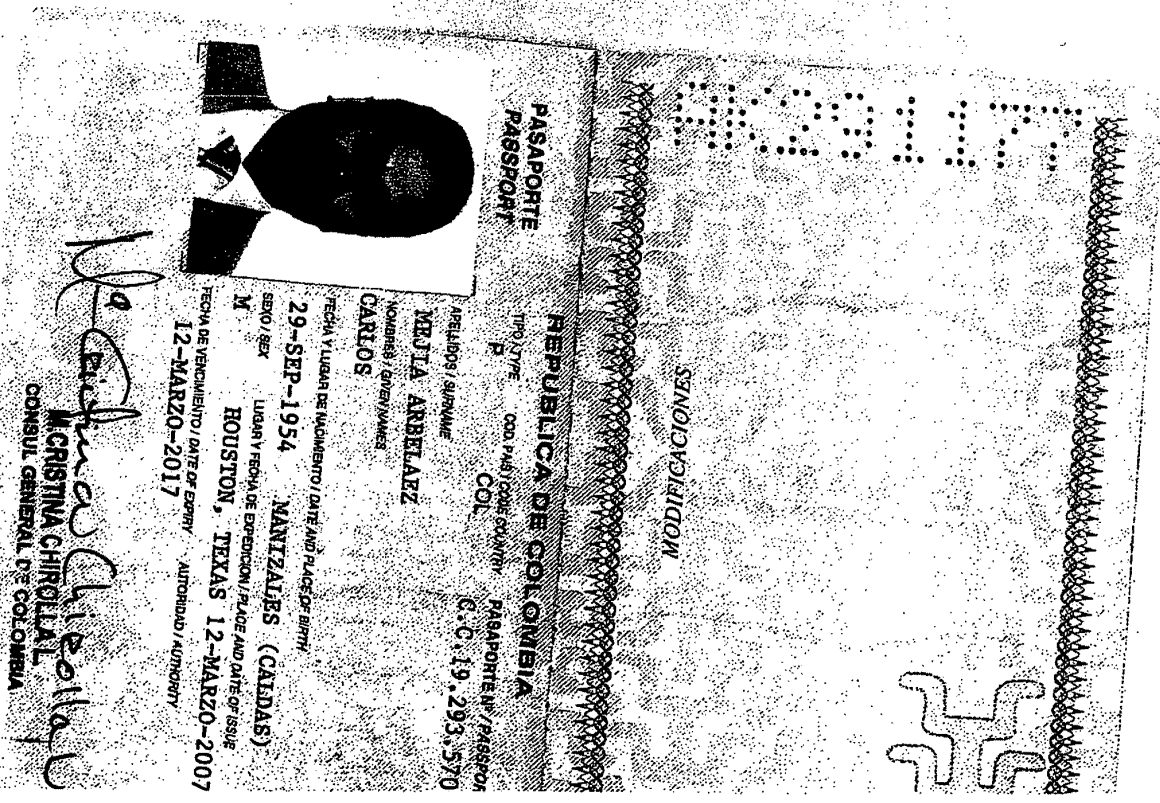 MODIFICACIONES
REPUBLICA DE COLOMBIA
PASAPORTE
PASSPORT
TIPO / TYPE COD. PAIS / CODE COUNTRY PASAPORTE Nº /
P COL C.C.19.293.570
APELLIDOS / SURNAME
MEJIA ARBELAEZ
NOMBRES / GIVEN NAMES
CARLOS
FECHA Y LUGAR DE NACIMIENTO / DATE AND PLACE OF BIRTH
29-SEP-1954 MANIZALES (CALDAS)
SEXO / SEX LUGAR Y FECHA DE EXPEDICION / PLACE AND DATE OF ISSUE
M HOUSTON, TEXAS 12-MARZO-2007
FECHA DE VENCIMIENTO / DATE OF EXPIRY AUTORIDAD / AUTHORITY
12-MARZO-2017
M.CRISTINA CHIROLLA L
CONSUL GENERAL DE COLOMBIA